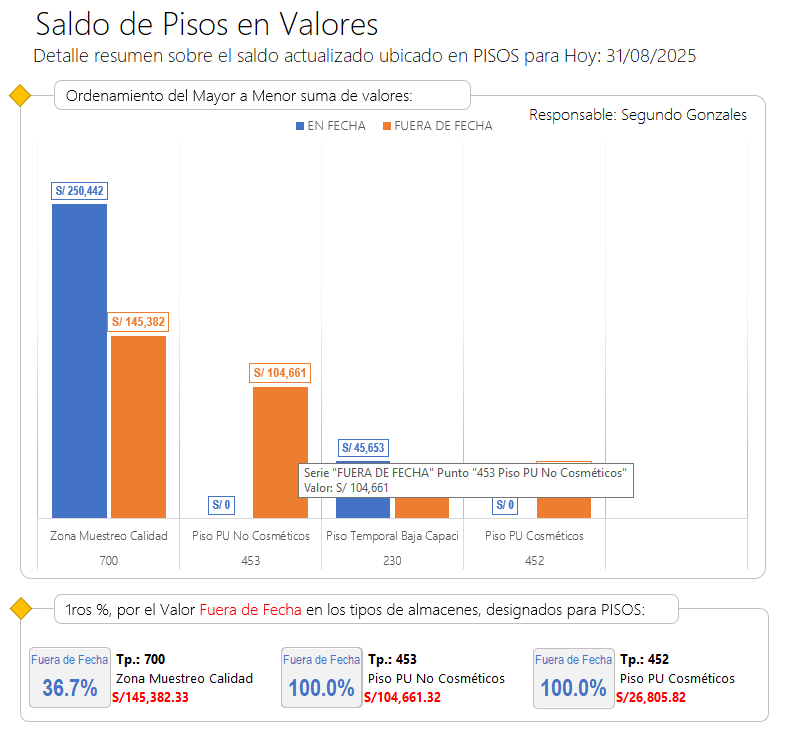 Saldo de Pisos en Valores
Detalle resumen sobre el saldo actualizado ubicado en PISOS para Hoy: 31/08/2025
Ordenamiento del Mayor a Menor suma de valores:
Responsable: Segundo Gonzales
EN FECHA FUERA DE FECHA
S/ 250,442
S/ 145,382
S/ 104,661
S/ 45,653
Serie "FUERA DE FECHA" Punto "453 Piso PU No Cosméticos"
Valor: S/ 104,661
S/ 0
S/ 0
Zona Muestreo Calidad Piso PU No Cosméticos Piso Temporal Baja Capaci Piso PU Cosméticos
700 453 230 452
1ros %, por el Valor Fuera de Fecha en los tipos de almacenes, designados para PISOS:
Fuera de Fecha
36.7%
Tp.: 700
Zona Muestreo Calidad
S/145,382.33
Fuera de Fecha
100.0%
Tp.: 453
Piso PU No Cosméticos
S/104,661.32
Fuera de Fecha
100.0%
Tp.: 452
Piso PU Cosméticos
S/26,805.82